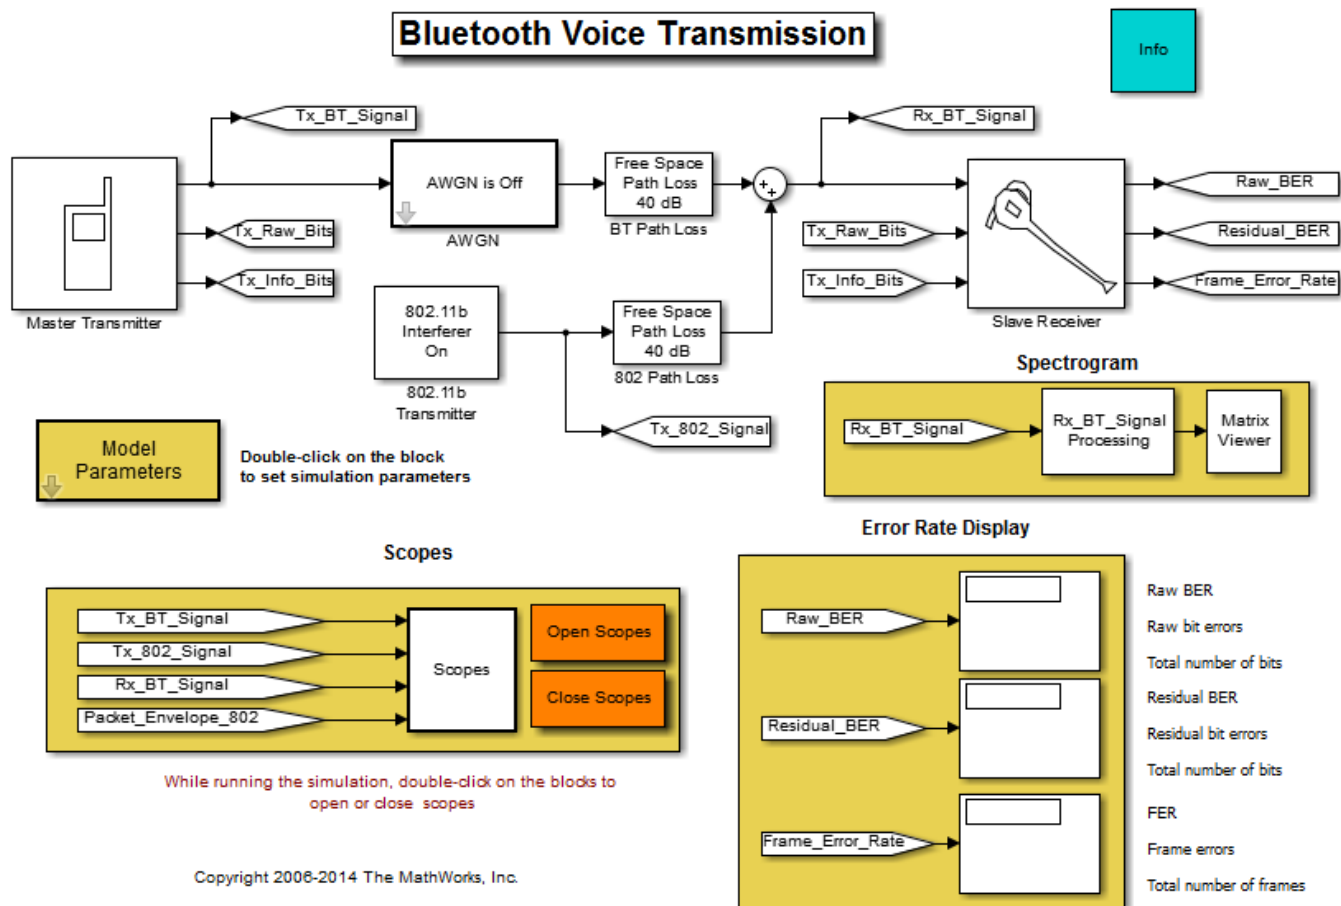 Bluetooth Voice Transmission
Info
Tx_BT_Signal
Rx_BT_Signal
AWGN is Off
AWGN
Free Space
Path Loss
40 dB
BT Path Loss
Tx_Raw_Bits
Tx_Info_Bits
Master Transmitter
Tx_Raw_Bits
Tx_Info_Bits
Raw_BER
Residual_BER
Frame_Error_Rate
Slave Receiver
802.11b
Interferer
On
802.11b
Transmitter
Free Space
Path Loss
40 dB
802 Path Loss
Tx_802_Signal
Spectrogram
Rx_BT_Signal
Rx_BT_Signal
Processing
Matrix
Viewer
Model
Parameters
Double-click on the block
to set simulation parameters
Scopes
Tx_BT_Signal
Tx_802_Signal
Rx_BT_Signal
Packet_Envelope_802
Scopes
Open Scopes
Close Scopes
While running the simulation, double-click on the blocks to
open or close scopes
Copyright 2006-2014 The MathWorks, Inc.
Error Rate Display
Raw_BER
Raw BER
Raw bit errors
Total number of bits
Residual_BER
Residual BER
Residual bit errors
Total number of bits
Frame_Error_Rate
FER
Frame errors
Total number of frames